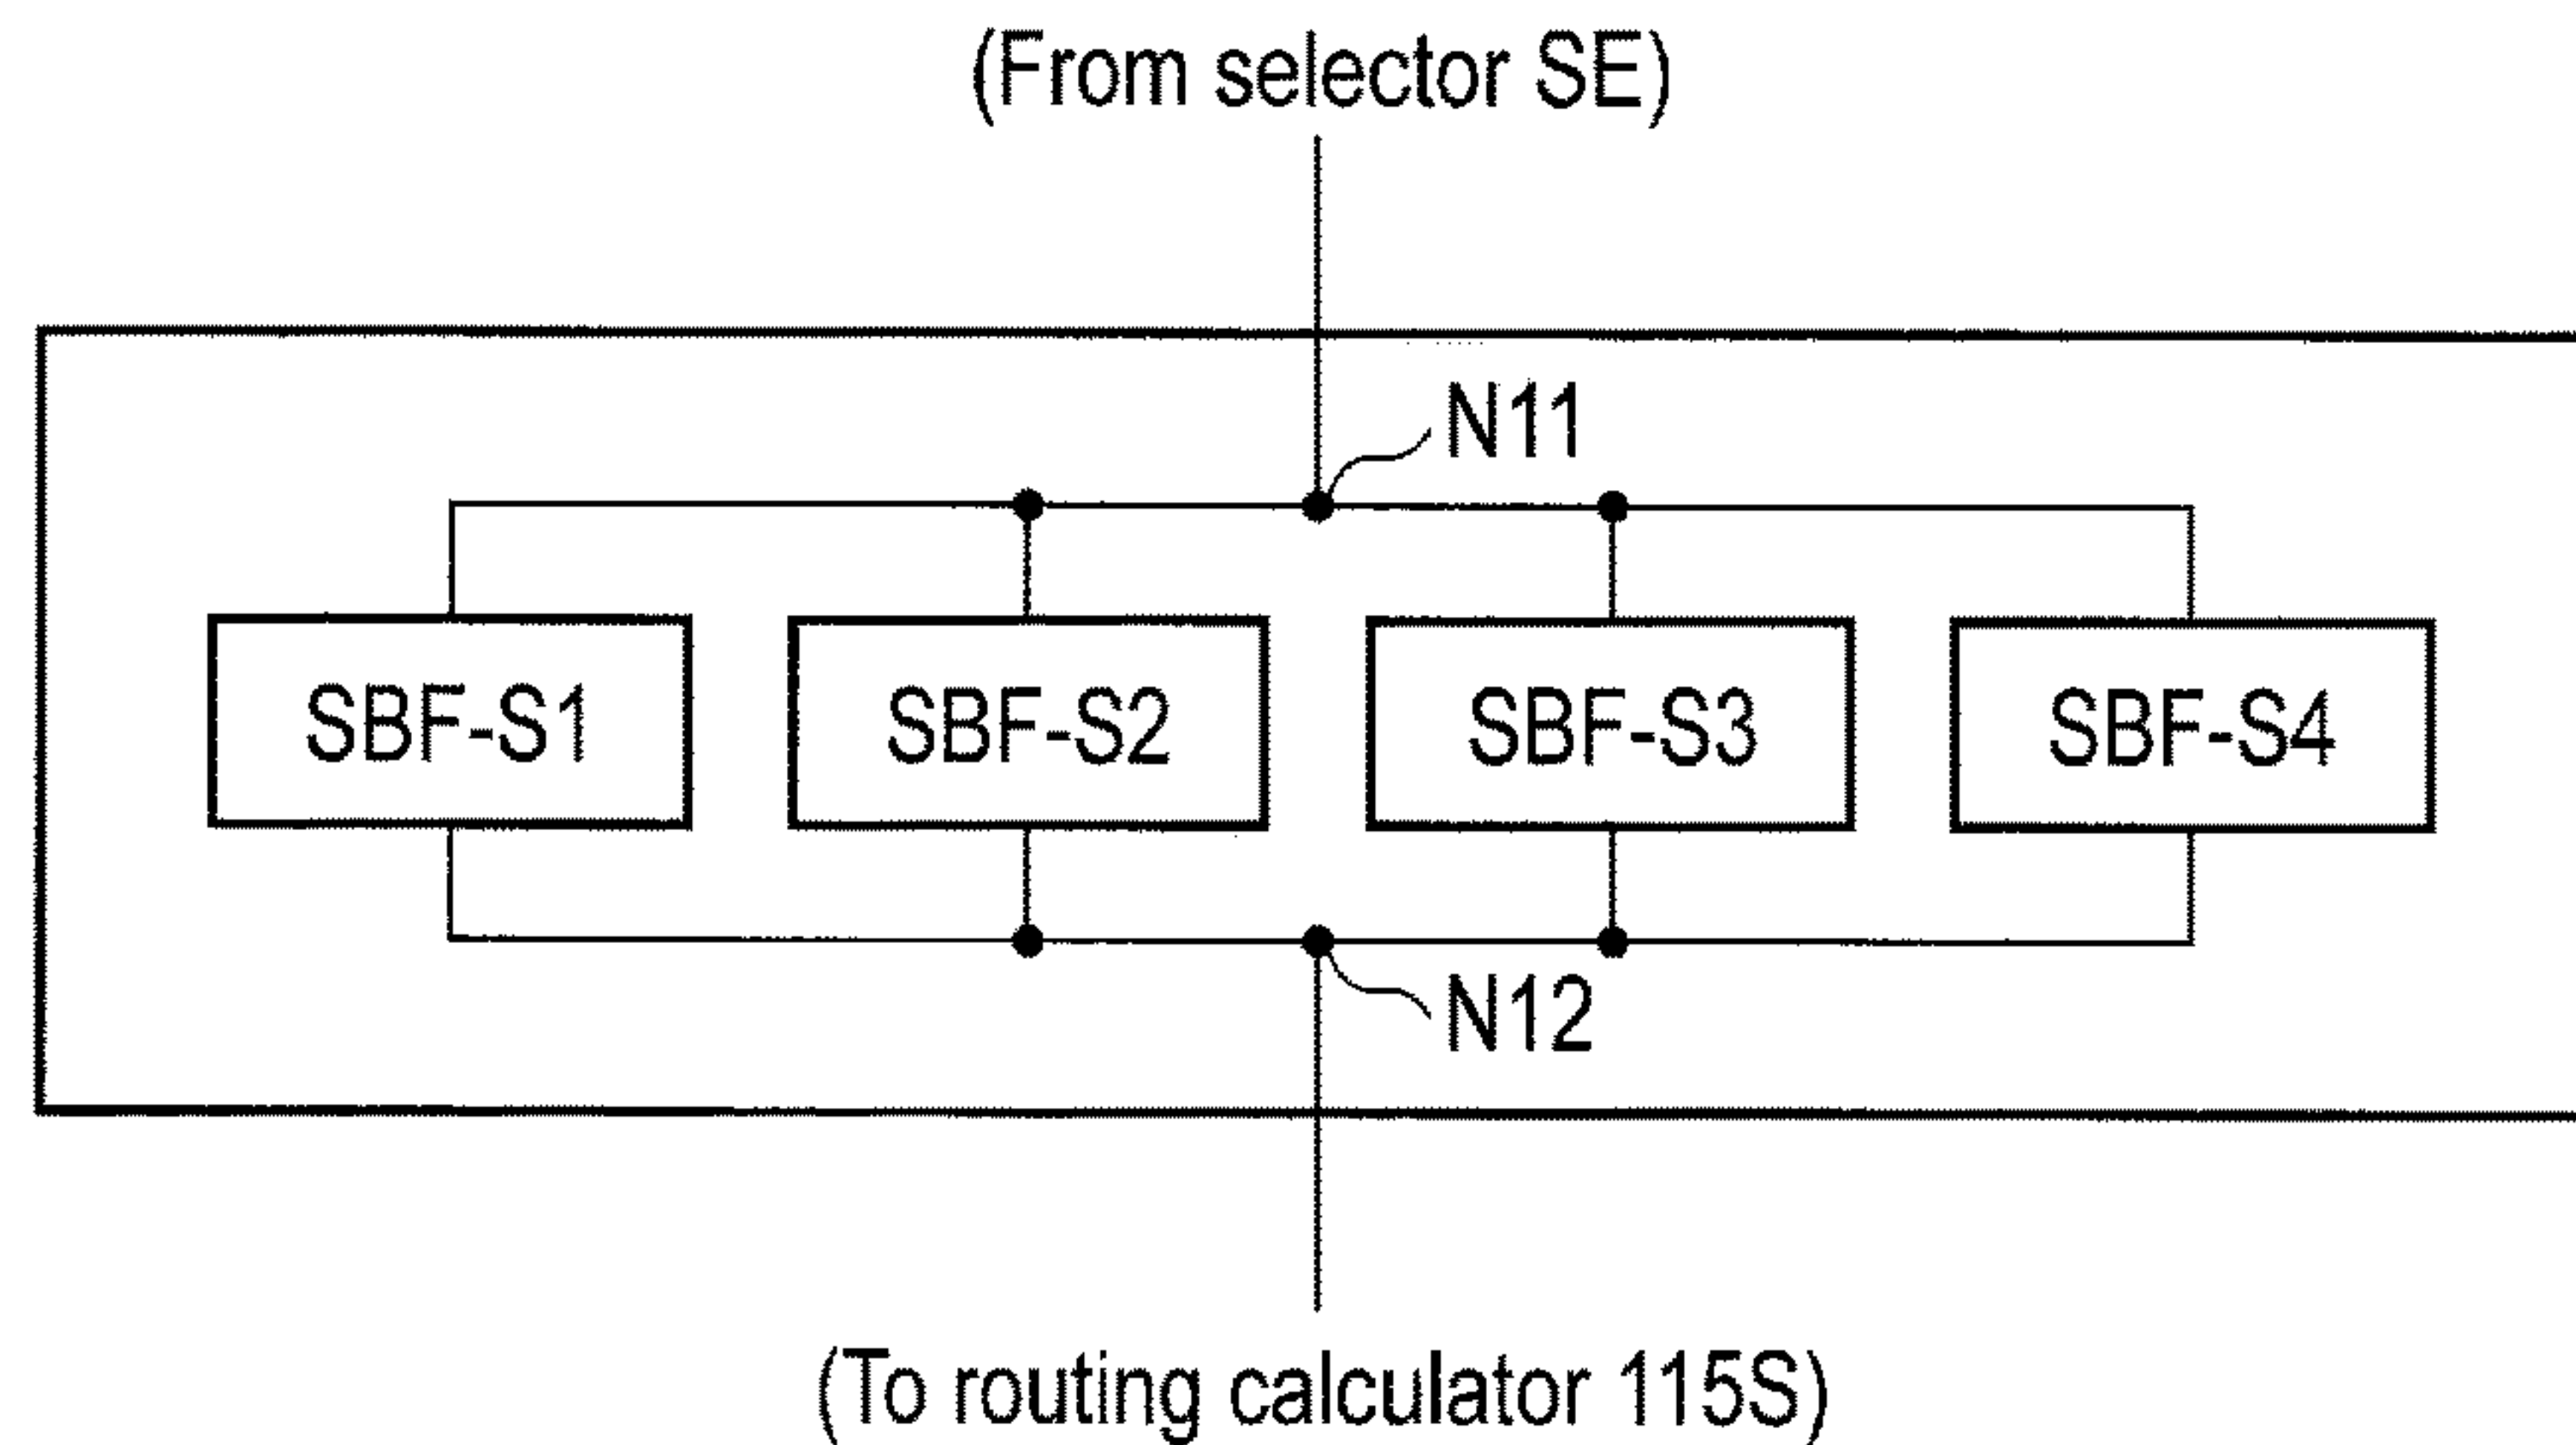 (From selector SE)
N11
SBF-S1
SBF-S2
SBF-S3
SBF-S4
N12
(To routing calculator 115S)